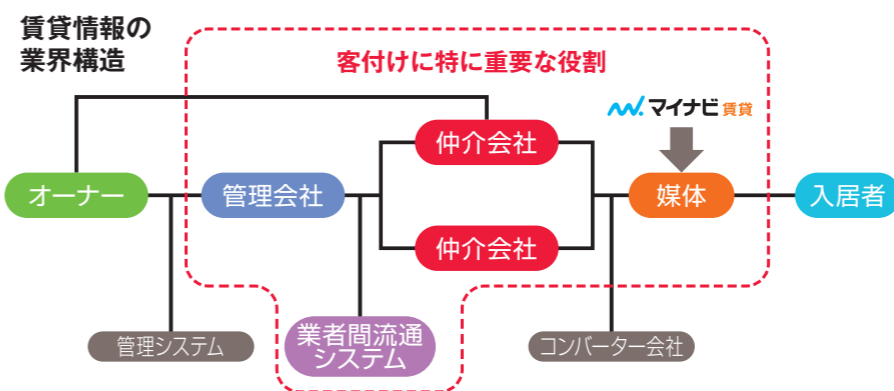 賃貸情報の
業界構造
客付けに特に重要な役割
マイナビ賃貸
仲介会社
オーナー
管理会社
媒体
入居者
仲介会社
管理システム
業者間流通
システム
コンバーター会社